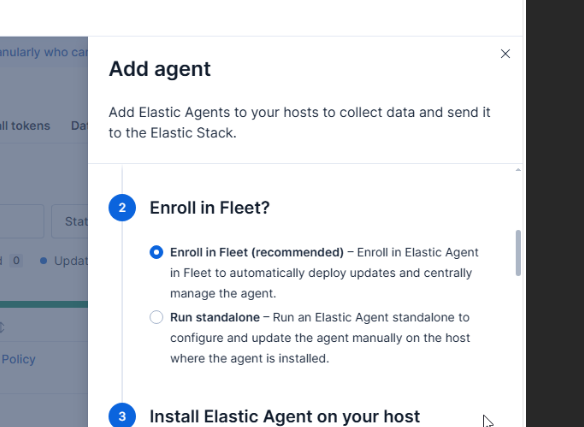 Add agent
Add Elastic Agents to your hosts to collect data and send it
to the Elastic Stack.
2 Enroll in Fleet?
Enroll in Fleet (recommended) – Enroll in Elastic Agent
in Fleet to automatically deploy updates and centrally
manage the agent.
Run standalone – Run an Elastic Agent standalone to
configure and update the agent manually on the host
where the agent is installed.
3 Install Elastic Agent on your host
who
tokens
0
Policy